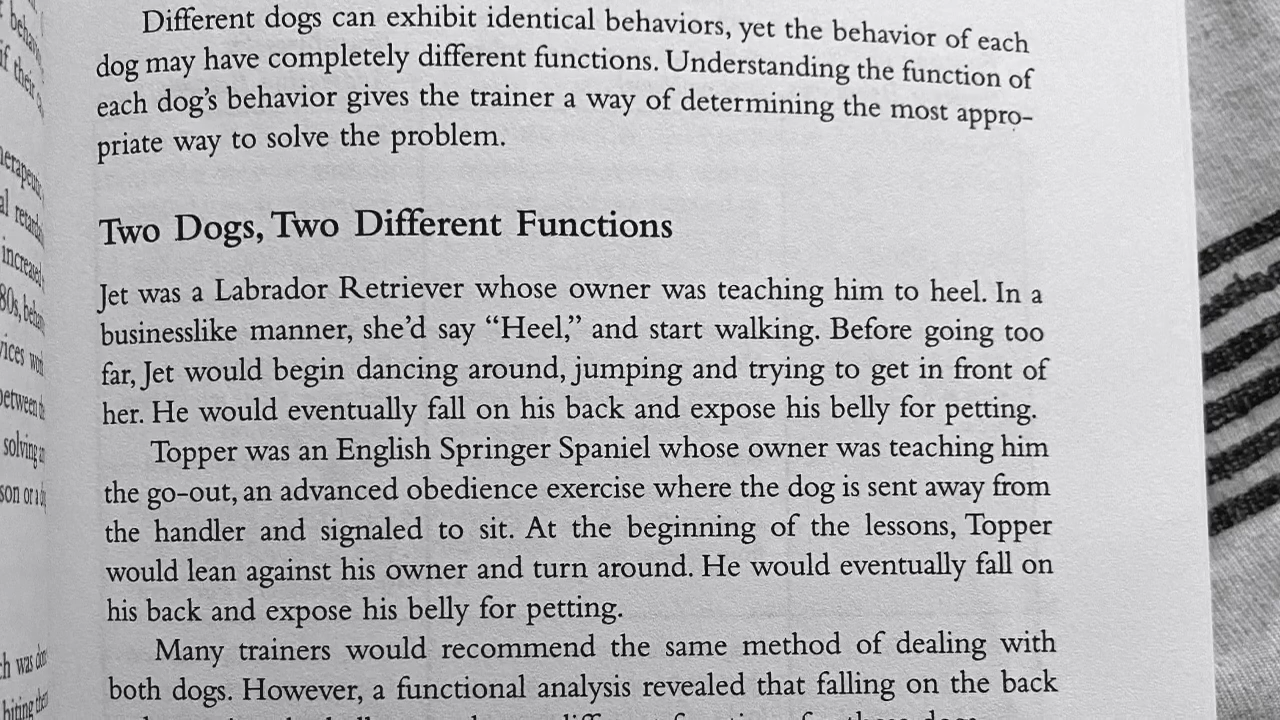 Different dogs can exhibit identical behaviors, yet the behavior of each
dog may have completely different functions. Understanding the function of
each dog's behavior gives the trainer a way of determining the most appro-
priate way to solve the problem.
Two Dogs, Two Different Functions
Jet was a Labrador Retriever whose owner was teaching him to heel. In a
businesslike manner, she'd say “Heel,” and start walking. Before going too
far, Jet would begin dancing around, jumping and trying to get in front of
her. He would eventually fall on his back and expose his belly for petting.
Topper was an English Springer Spaniel whose owner was teaching him
the go-out, an advanced obedience exercise where the dog is sent away from
the handler and signaled to sit. At the beginning of the lessons, Topper
would lean against his owner and turn around. He would eventually fall on
his back and expose his belly for petting.
Many trainers would recommend the same method of dealing with
both dogs. However, a functional analysis revealed that falling on the back